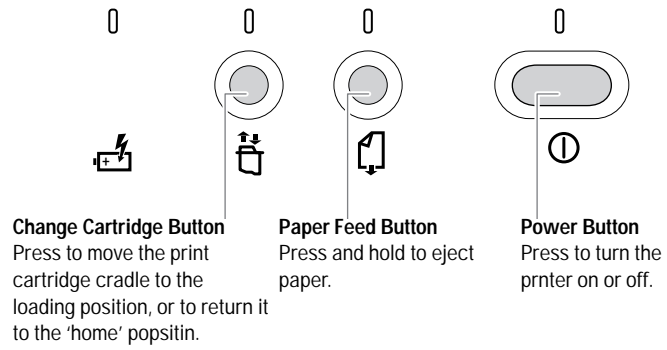 Change Cartridge Button
Press to move the print
cartridge cradle to the
loading position, or to return it
to the ‘home’ popsitin.
Paper Feed Button
Press and hold to eject
paper.
Power Button
Press to turn the
prnter on or off.